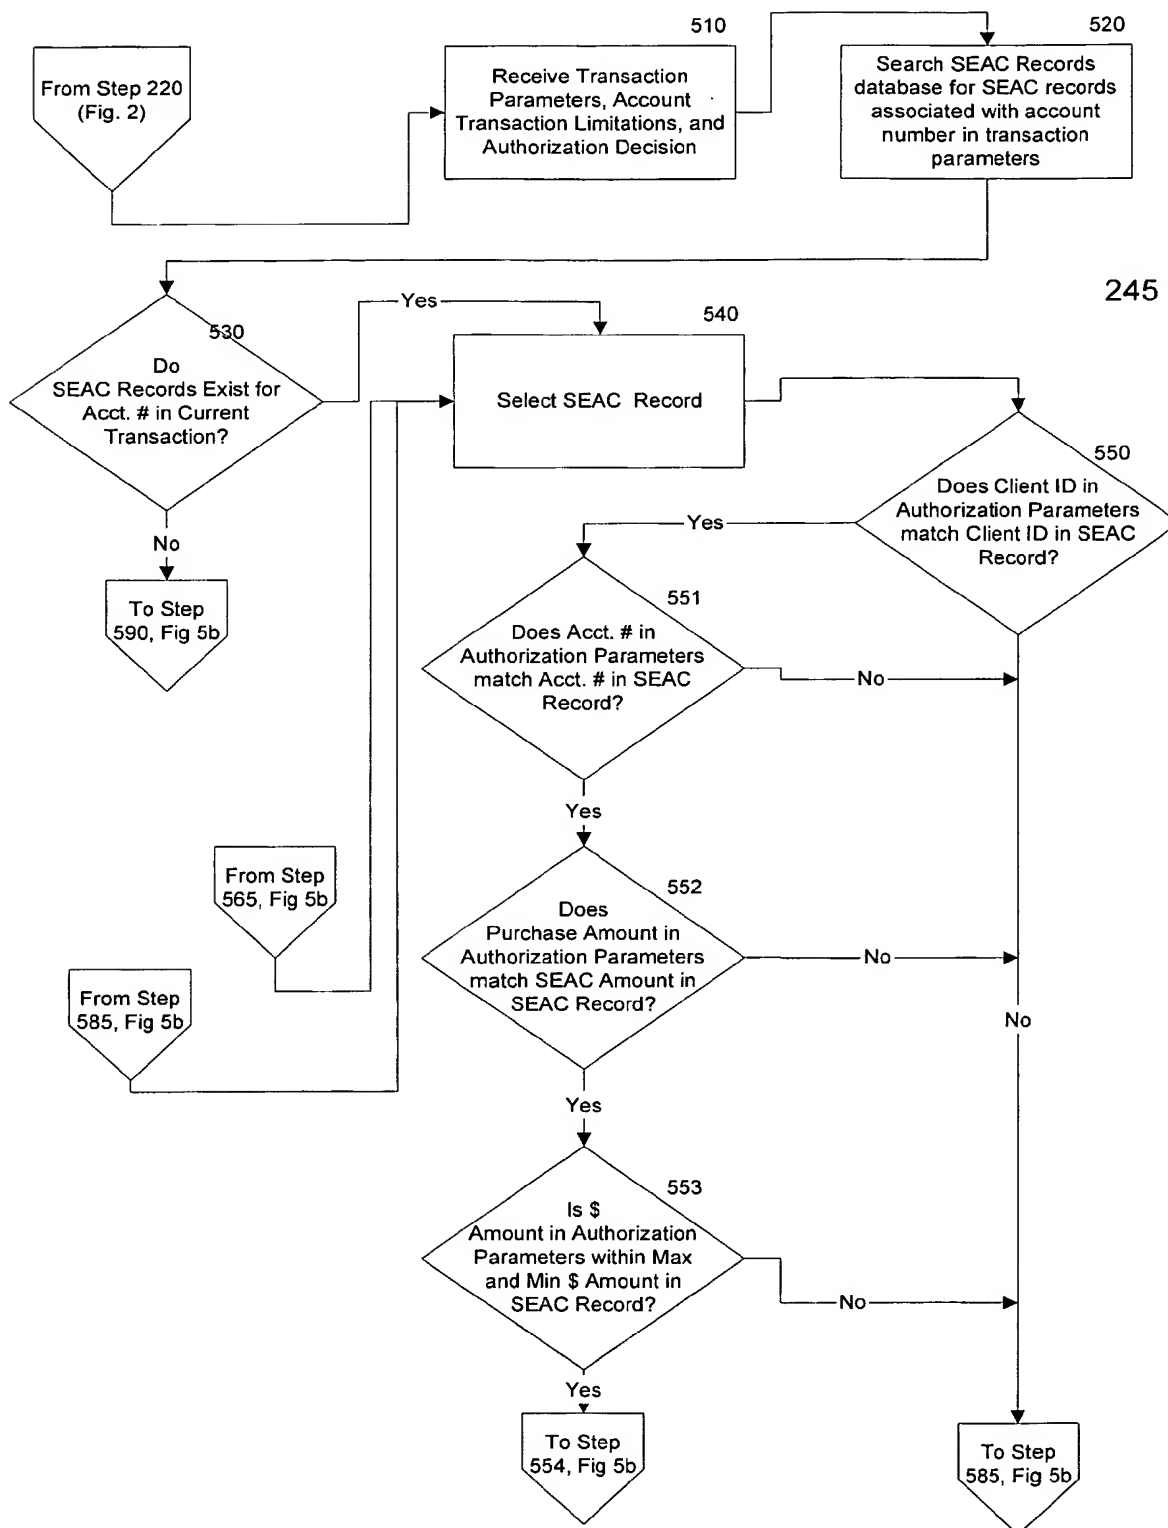 510
520
From Step 220
(Fig. 2)
Receive Transaction
Parameters, Account
Transaction Limitations, and
Authorization Decision
Search SEAC Records
database for SEAC records
associated with account
number in transaction
parameters
245
Yes
530
540
Do
SEAC Records Exist for
Acct. # in Current
Transaction?
Select SEAC Record
550
Does Client ID in
Authorization Parameters
match Client ID in SEAC
Record?
No
Yes
To Step
590, Fig 5b
551
Does Acct. # in
Authorization Parameters
match Acct. # in SEAC
Record?
No
Yes
From Step
565, Fig 5b
552
Does
Purchase Amount in
Authorization Parameters
match SEAC Amount in
SEAC Record?
No
From Step
585, Fig 5b
No
Yes
553
Is $
Amount in Authorization
Parameters within Max
and Min $ Amount in
SEAC Record?
No
Yes
To Step
554, Fig 5b
To Step
585, Fig 5b